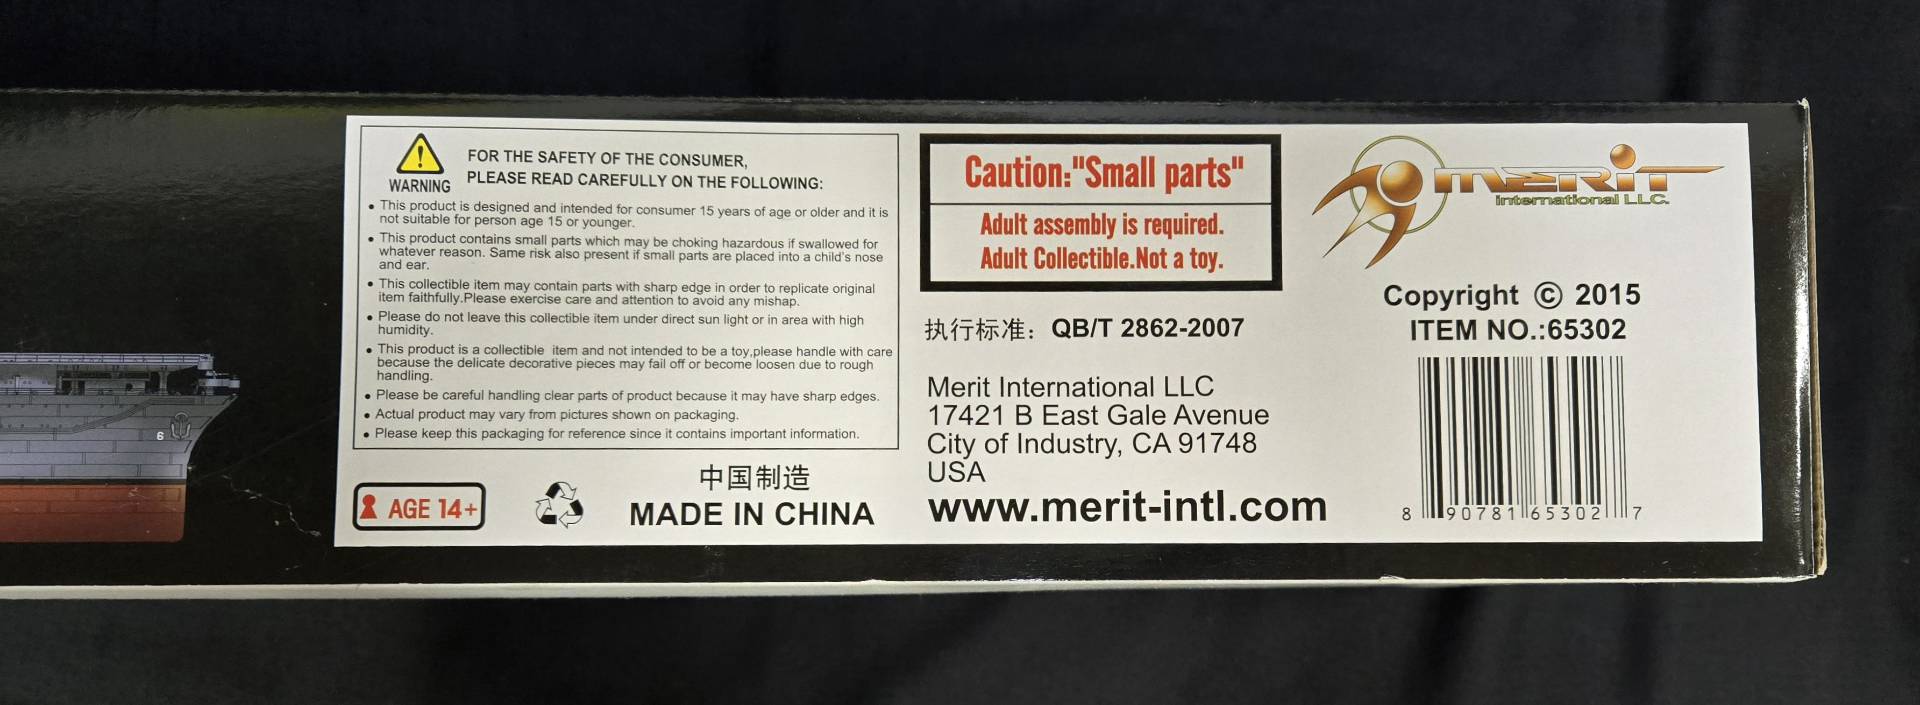 WARNING
FOR THE SAFETY OF THE CONSUMER,
PLEASE READ CAREFULLY ON THE FOLLOWING:
• This product is designed and intended for consumer 15 years of age or older and it is
not suitable for person age 15 or younger.
• This product contains small parts which may be choking hazardous if swallowed for
whatever reason. Same risk also present if small parts are placed into a child's nose
and ear.
• This collectible item may contain parts with sharp edge in order to replicate original
item faithfully.Please exercise care and attention to avoid any mishap.
• Please do not leave this collectible item under direct sun light or in area with high
humidity.
• This product is a collectible item and not intended to be a toy,please handle with care
because the delicate decorative pieces may fail off or become loosen due to rough
handling.
• Please be careful handling clear parts of product because it may have sharp edges.
• Actual product may vary from pictures shown on packaging.
• Please keep this packaging for reference since it contains important information.
AGE 14+
中国制造
MADE IN CHINA
Caution:"Small parts"
Adult assembly is required.
Adult Collectible.Not a toy.
执行标准：QB/T 2862-2007
Merit International LLC
17421 B East Gale Avenue
City of Industry, CA 91748
USA
www.merit-intl.com
MERIT
International LLC.
Copyright © 2015
ITEM NO.:65302
8 90781 65302 7
6